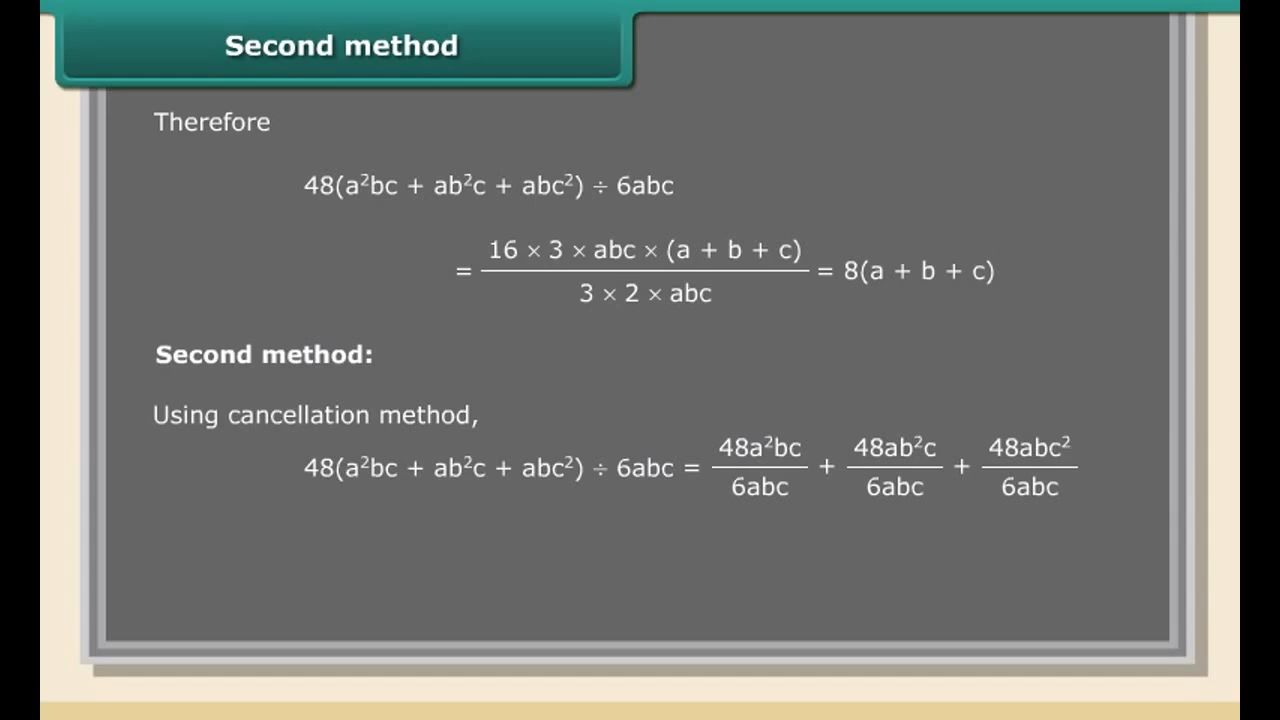 Second method
Therefore
48(a²bc + ab²c + abc²) ÷ 6abc
= 16 × 3 × abc × (a + b + c) / 3 × 2 × abc = 8(a + b + c)
Second method:
Using cancellation method,
48(a²bc + ab²c + abc²) ÷ 6abc = 48a²bc / 6abc + 48ab²c / 6abc + 48abc² / 6abc